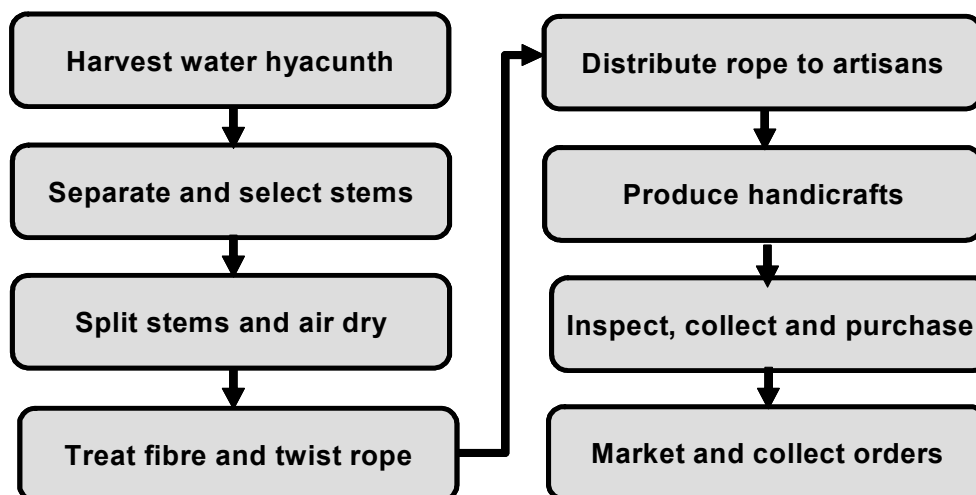 Harvest water hyacunth
Separate and select stems
Split stems and air dry
Treat fibre and twist rope
Distribute rope to artisans
Produce handicrafts
Inspect, collect and purchase
Market and collect orders